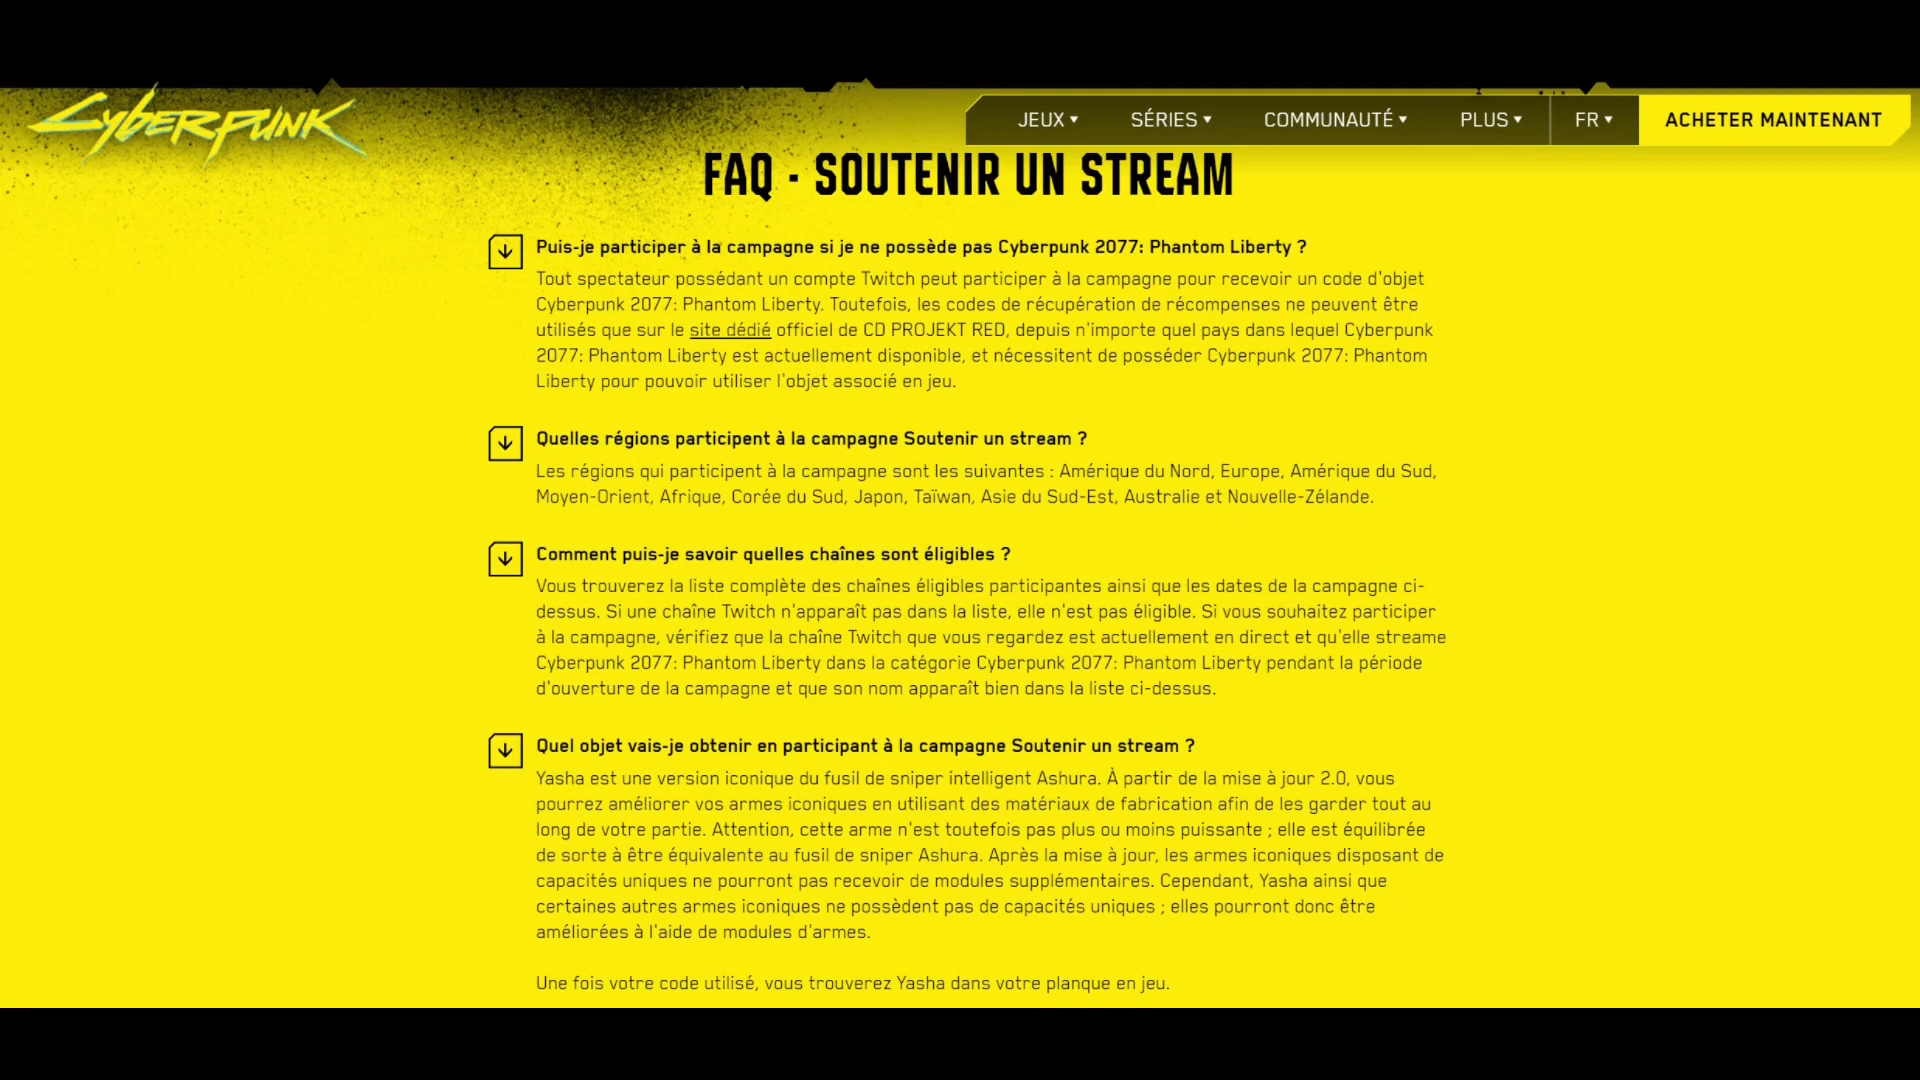 Cyberpunk
JEUX ▾ SÉRIES ▾ COMMUNAUTÉ ▾ PLUS ▾ FR ▾ ACHETER MAINTENANT
FAQ - SOUTENIR UN STREAM
Puis-je participer à la campagne si je ne possède pas Cyberpunk 2077: Phantom Liberty ?
Tout spectateur possédant un compte Twitch peut participer à la campagne pour recevoir un code d'objet
Cyberpunk 2077: Phantom Liberty. Toutefois, les codes de récupération de récompenses ne peuvent être
utilisés que sur le site dédié officiel de CD PROJEKT RED, depuis n'importe quel pays dans lequel Cyberpunk
2077: Phantom Liberty est actuellement disponible, et nécessitent de posséder Cyberpunk 2077: Phantom
Liberty pour pouvoir utiliser l'objet associé en jeu.
Quelles régions participent à la campagne Soutenir un stream ?
Les régions qui participent à la campagne sont les suivantes : Amérique du Nord, Europe, Amérique du Sud,
Moyen-Orient, Afrique, Corée du Sud, Japon, Taïwan, Asie du Sud-Est, Australie et Nouvelle-Zélande.
Comment puis-je savoir quelles chaînes sont éligibles ?
Vous trouverez la liste complète des chaînes éligibles participantes ainsi que les dates de la campagne ci-
dessus. Si une chaîne Twitch n'apparaît pas dans la liste, elle n'est pas éligible. Si vous souhaitez participer
à la campagne, vérifiez que la chaîne Twitch que vous regardez est actuellement en direct et qu'elle streame
Cyberpunk 2077: Phantom Liberty dans la catégorie Cyberpunk 2077: Phantom Liberty pendant la période
d'ouverture de la campagne et que son nom apparaît bien dans la liste ci-dessus.
Quel objet vais-je obtenir en participant à la campagne Soutenir un stream ?
Yasha est une version iconique du fusil de sniper intelligent Ashura. À partir de la mise à jour 2.0, vous
pourrez améliorer vos armes iconiques en utilisant des matériaux de fabrication afin de les garder tout au
long de votre partie. Attention, cette arme n'est toutefois pas plus ou moins puissante ; elle est équilibrée
de sorte à être équivalente au fusil de sniper Ashura. Après la mise à jour, les armes iconiques disposant de
capacités uniques ne pourront pas recevoir de modules supplémentaires. Cependant, Yasha ainsi que
certaines autres armes iconiques ne possèdent pas de capacités uniques ; elles pourront donc être
améliorées à l'aide de modules d'armes.
Une fois votre code utilisé, vous trouverez Yasha dans votre planque en jeu.